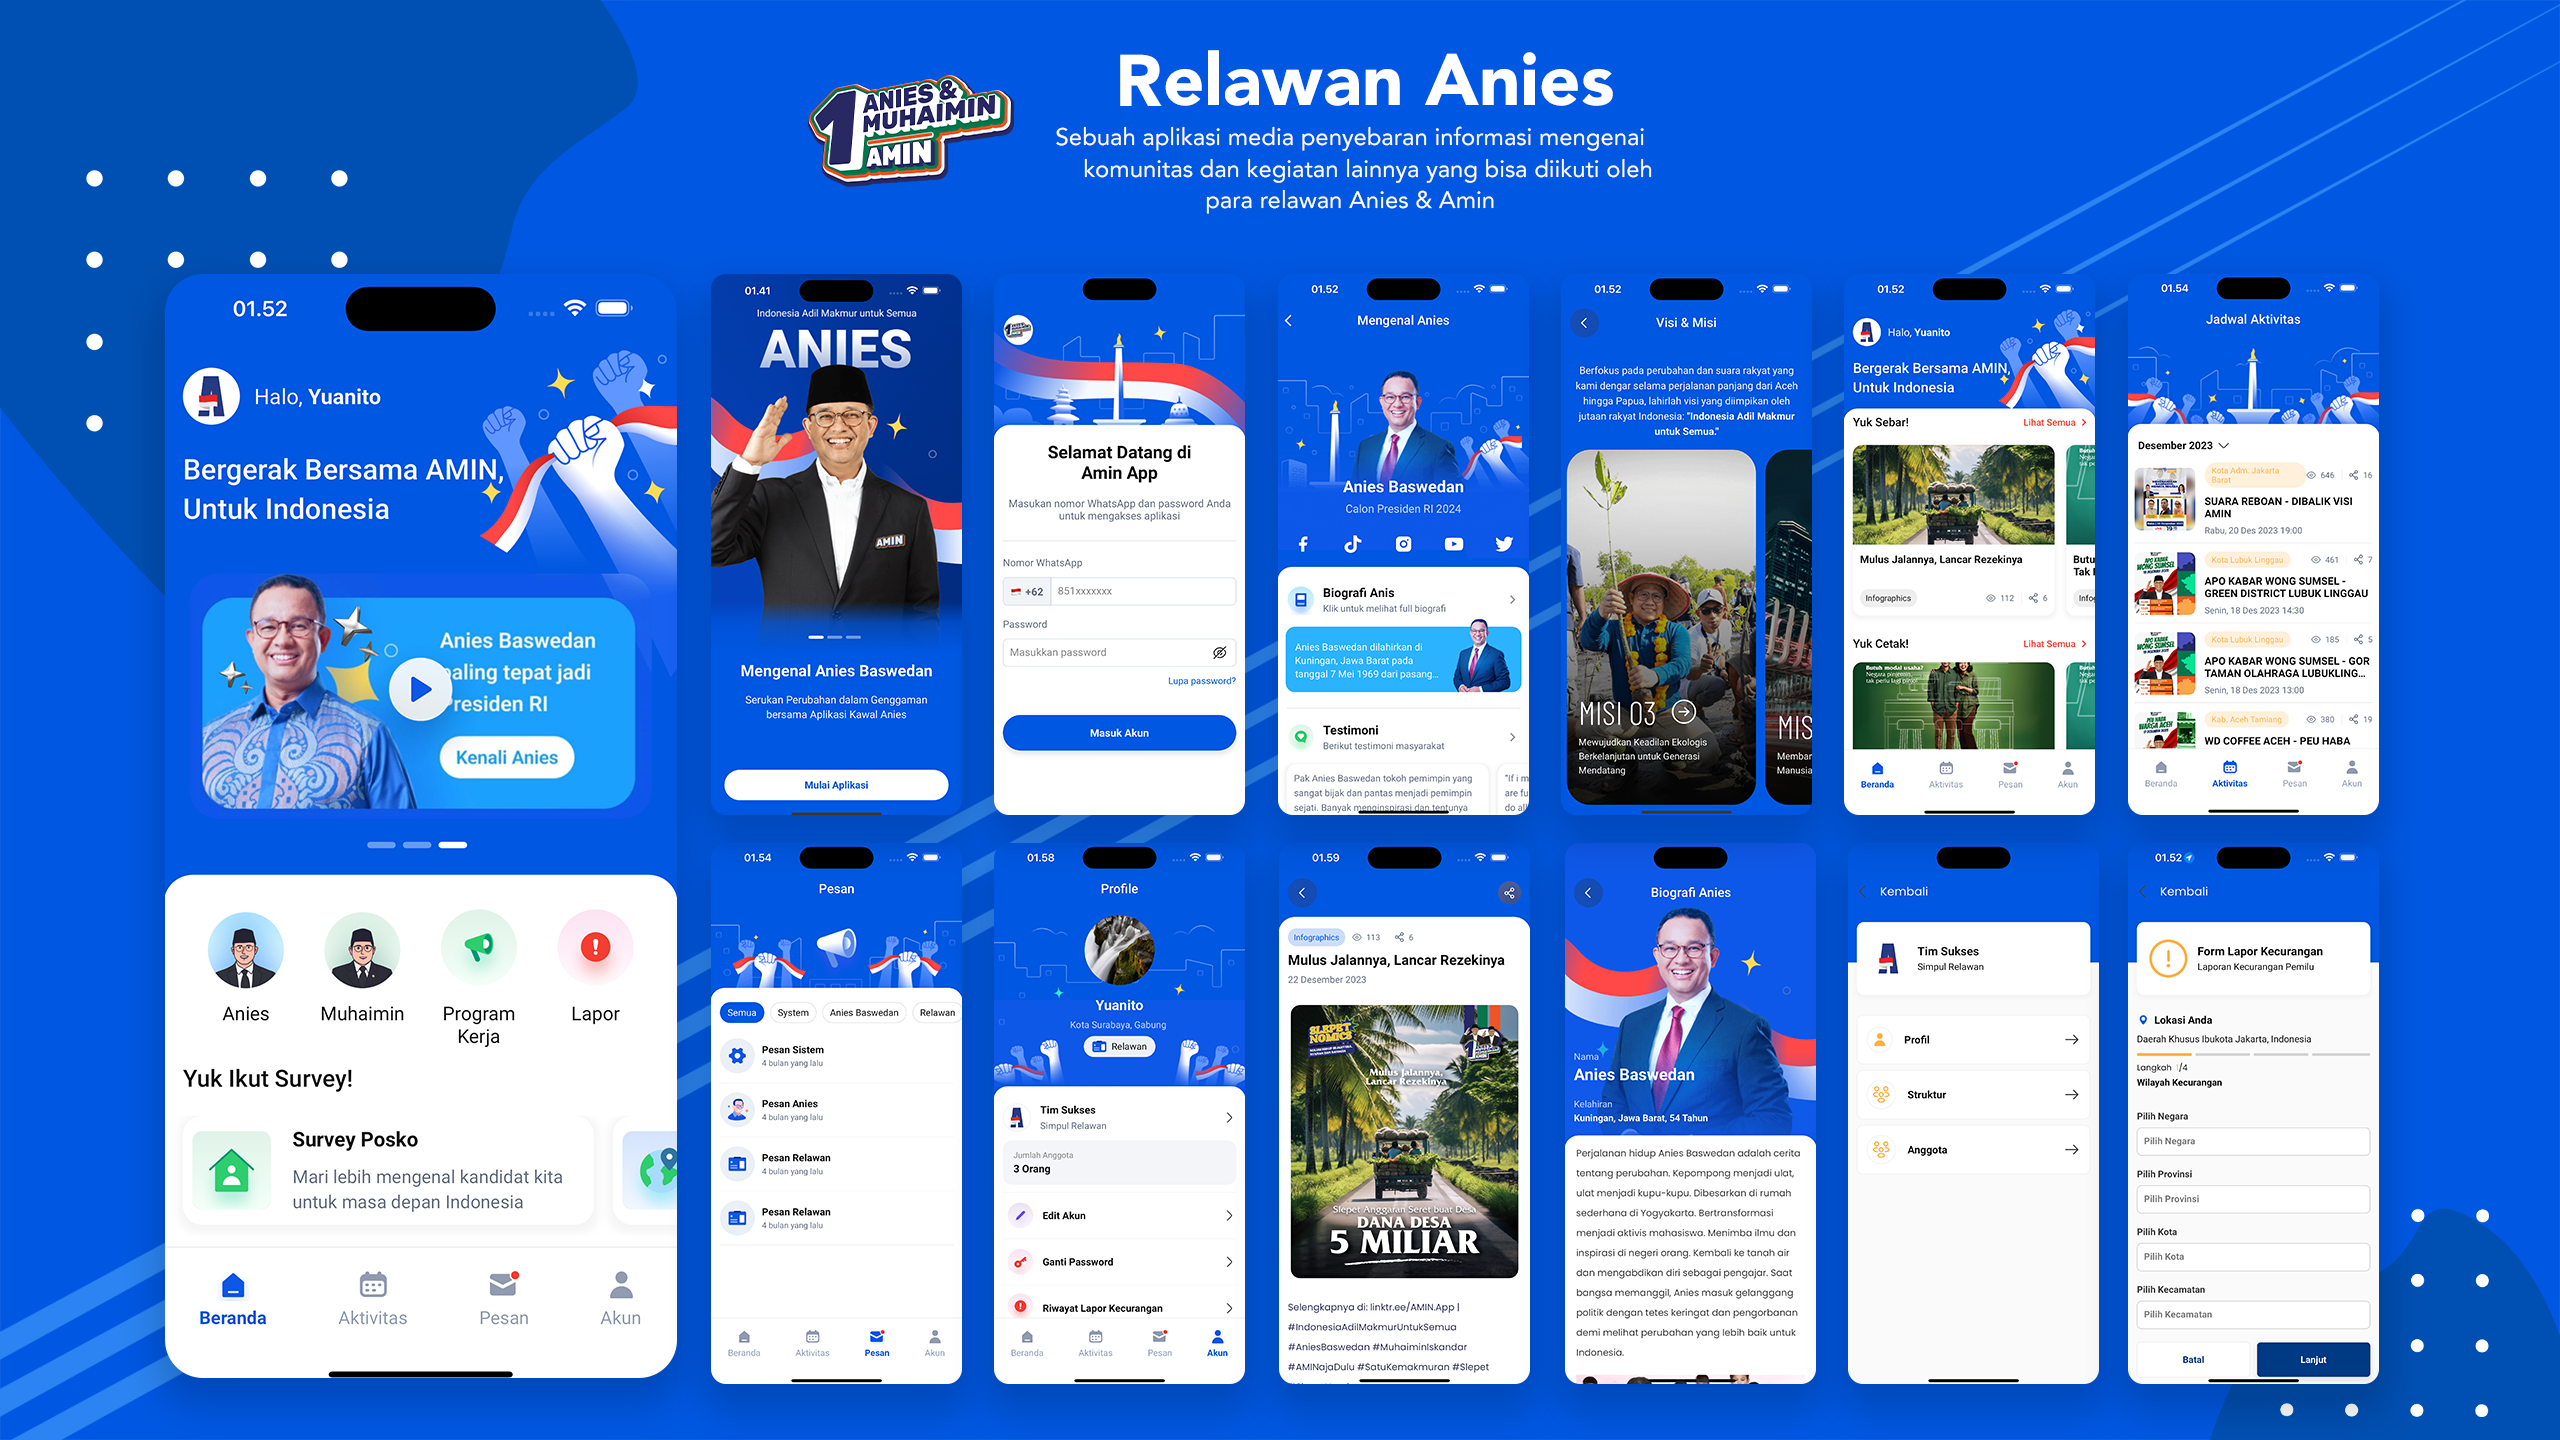 1 ANIES &
MUHAIMIN
AMIN
Relawan Anies
Sebuah aplikasi media penyebaran informasi mengenai
komunitas dan kegiatan lainnya yang bisa diikuti oleh
para relawan Anies & Amin
01.52
Halo, Yuanito
Bergerak Bersama AMIN,
Untuk Indonesia
Anies Baswedan
paling tepat jadi
Presiden RI
Kenali Anies
Anies
Muhaimin
Program
Kerja
Lapor
Yuk Ikut Survey!
Survey Posko
Mari lebih mengenal kandidat kita
untuk masa depan Indonesia
Beranda
Aktivitas
Pesan
Akun
01.41
Indonesia Adil Makmur untuk Semua
ANIES
AMIN
Mengenal Anies Baswedan
Serukan Perubahan dalam Genggaman
bersama Aplikasi Kawal Anies
Mulai Aplikasi
Selamat Datang di
Amin App
Masukan nomor WhatsApp dan password Anda
untuk mengakses aplikasi
Nomor WhatsApp
+62 851xxxxxxx
Password
Masukkan password
Lupa password?
Masuk Akun
01.52
Mengenal Anies
Anies Baswedan
Calon Presiden RI 2024
Biografi Anis
Klik untuk melihat full biografi
Anies Baswedan dilahirkan di
Kuningan, Jawa Barat pada
tanggal 7 Mei 1969 dari pasang...
Testimoni
Berikut testimoni masyarakat
Pak Anies Baswedan tokoh pemimpin yang
sangat bijak dan pantas menjadi pemimpin
sejati. Banyak menginspirasi dan tentunya
"If i m
are fu
do all
01.52
Visi & Misi
Berfokus pada perubahan dan suara rakyat yang
kami dengar selama perjalanan panjang dari Aceh
hingga Papua, lahirlah visi yang diimpikan oleh
jutaan rakyat Indonesia: "Indonesia Adil Makmur
untuk Semua."
MISI 03
Mewujudkan Keadilan Ekologis
Berkelanjutan untuk Generasi
Mendatang
MIS
Memban
Manusia
01.52
Halo, Yuanito
Bergerak Bersama AMIN,
Untuk Indonesia
Yuk Sebar!
Lihat Semua
Mulus Jalannya, Lancar Rezekinya
Infographics
112
6
Butu
Tak I
Infog
Yuk Cetak!
Lihat Semua
Butuh modal usaha?
Negara pinjemin,
tak perlu lagi pinjol
Beranda
Aktivitas
Pesan
Akun
01.54
Jadwal Aktivitas
Desember 2023
Kota Adm. Jakarta
Barat
646
16
SUARA REBOAN - DIBALIK VISI
AMIN
Rabu, 20 Des 2023 19:00
Kota Lubuk Linggau
461
7
APO KABAR WONG SUMSEL -
GREEN DISTRICT LUBUK LINGGAU
Senin, 18 Des 2023 14:30
Kota Lubuk Linggau
185
5
APO KABAR WONG SUMSEL - GOR
TAMAN OLAHRAGA LUBUKLING...
Senin, 18 Des 2023 13:00
Kab. Aceh Tamiang
380
19
WD COFFEE ACEH - PEU HABA
Beranda
Aktivitas
Pesan
Akun
01.54
Pesan
Semua
System
Anies Baswedan
Relawan
Pesan Sistem
4 bulan yang lalu
Pesan Anies
4 bulan yang lalu
Pesan Relawan
4 bulan yang lalu
Pesan Relawan
4 bulan yang lalu
Beranda
Aktivitas
Pesan
Akun
01.58
Profile
Yuanito
Kota Surabaya, Gabung
Relawan
Tim Sukses
Simpul Relawan
Jumlah Anggota
3 Orang
Edit Akun
Ganti Password
Riwayat Lapor Kecurangan
Beranda
Aktivitas
Pesan
Akun
01.59
Infographics
113
6
Mulus Jalannya, Lancar Rezekinya
22 Desember 2023
SLEPET
NOMICS
Mulus Jalannya,
Lancar Rezekinya
Slepet Anggaran Seret buat Desa
DANA DESA
5 MILIAR
Selengkapnya di: linktr.ee/AMIN.App |
#IndonesiaAdilMakmurUntukSemua
#AniesBaswedan #MuhaiminIskandar
#AMINajaDulu #SatuKemakmuran #Slepet
Biografi Anies
Nama
Anies Baswedan
Kelahiran
Kuningan, Jawa Barat, 54 Tahun
Perjalanan hidup Anies Baswedan adalah cerita
tentang perubahan. Kepompong menjadi ulat,
ulat menjadi kupu-kupu. Dibesarkan di rumah
sederhana di Yogyakarta. Bertransformasi
menjadi aktivis mahasiswa. Menimba ilmu dan
inspirasi di negeri orang. Kembali ke tanah air
dan mengabdikan diri sebagai pengajar. Saat
bangsa memanggil, Anies masuk gelanggang
politik dengan tetes keringat dan pengorbanan
demi melihat perubahan yang lebih baik untuk
Indonesia.
Kembali
Tim Sukses
Simpul Relawan
Profil
Struktur
Anggota
01.52
Kembali
Form Lapor Kecurangan
Laporan Kecurangan Pemilu
Lokasi Anda
Daerah Khusus Ibukota Jakarta, Indonesia
Langkah /4
Wilayah Kecurangan
Pilih Negara
Pilih Negara
Pilih Provinsi
Pilih Provinsi
Pilih Kota
Pilih Kota
Pilih Kecamatan
Pilih Kecamatan
Batal
Lanjut